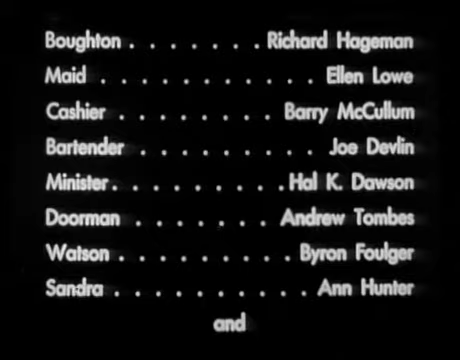 Boughton . . . . . . . Richard Hageman
Maid . . . . . . . . . . . . Ellen Lowe
Cashier . . . . . . . . Barry McCullum
Bartender . . . . . . . . . Joe Devlin
Minister . . . . . . . . . . Hal K. Dawson
Doorman . . . . . . . Andrew Tombes
Watson . . . . . . . . . Byron Foulger
Sandra . . . . . . . . . . Ann Hunter
and